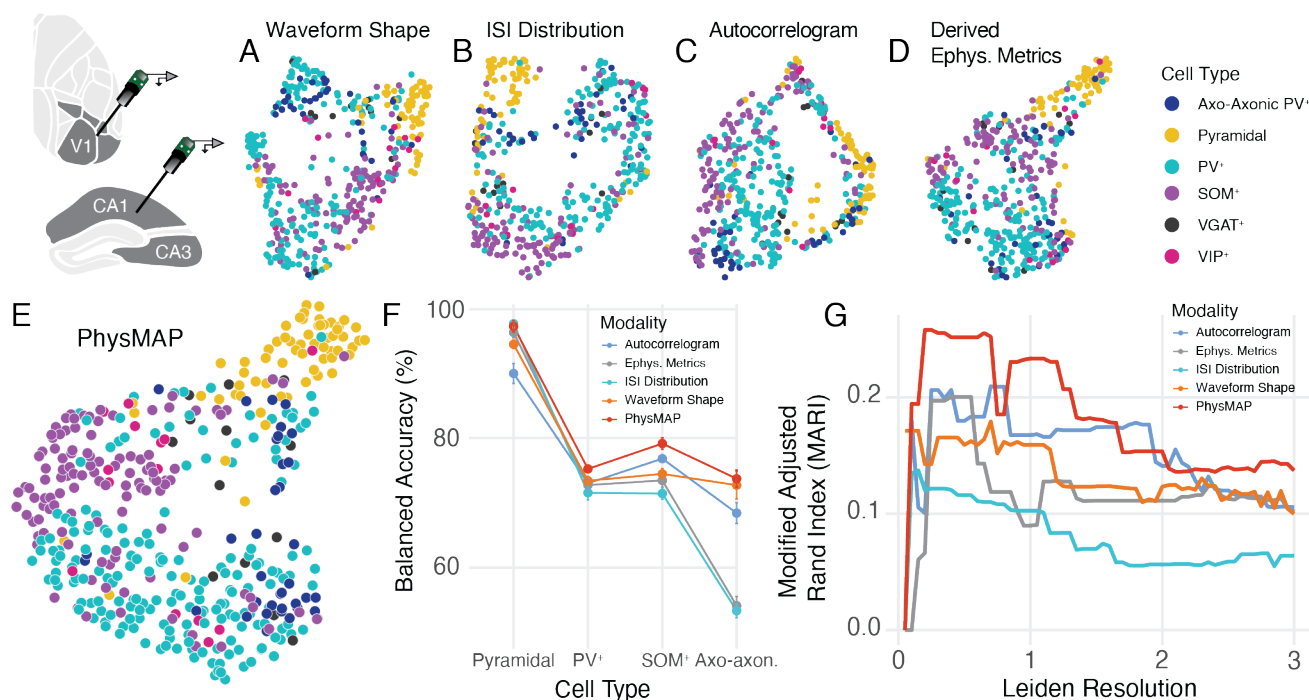 V1
CA1
CA3
A
Waveform Shape
B
ISI Distribution
C
Autocorrelogram
D
Derived
Ephys. Metrics
Cell Type
Axo-Axonic PV⁺
Pyramidal
PV⁺
SOM⁺
VGAT⁺
VIP⁺
E
PhysMAP
F
Balanced Accuracy (%)
100
80
60
Modality
Autocorrelogram
Ephys. Metrics
ISI Distribution
Waveform Shape
PhysMAP
Pyramidal
PV⁺
SOM⁺
Axo-axon.
Cell Type
G
Modified Adjusted
Rand Index (MARI)
0.2
0.1
0.0
Modality
Autocorrelogram
Ephys. Metrics
ISI Distribution
Waveform Shape
PhysMAP
0
1
2
3
Leiden Resolution